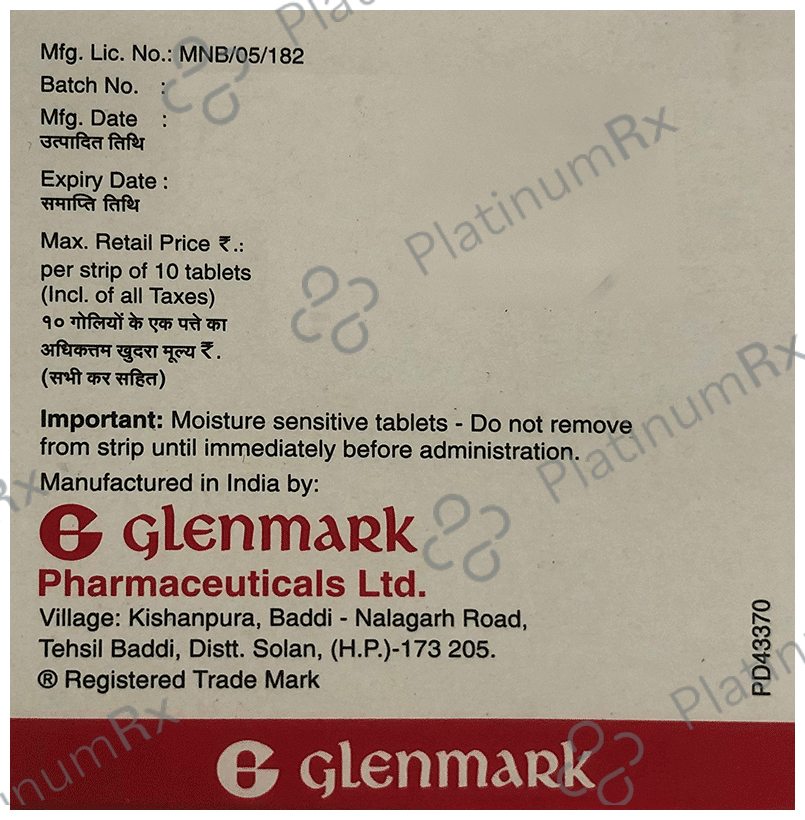 Mfg. Lic. No.: MNB/05/182
Batch No. :
Mfg. Date :
उत्पादित तिथि
Expiry Date :
समाप्ति तिथि
Max. Retail Price ₹.:
per strip of 10 tablets
(Incl. of all Taxes)
१० गोलियों के एक पत्ते का
अधिकत्तम खुदरा मूल्य ₹.
(सभी कर सहित)
Important: Moisture sensitive tablets - Do not remove
from strip until immediately before administration.
Manufactured in India by:
GLENMARK
Pharmaceuticals Ltd.
Village: Kishanpura, Baddi - Nalagarh Road,
Tehsil Baddi, Distt. Solan, (H.P.)-173 205.
® Registered Trade Mark
PD43370
GLENMARK
PlatinumRx
PlatinumRx
PlatinumRx
Rx
numRx
Platinum